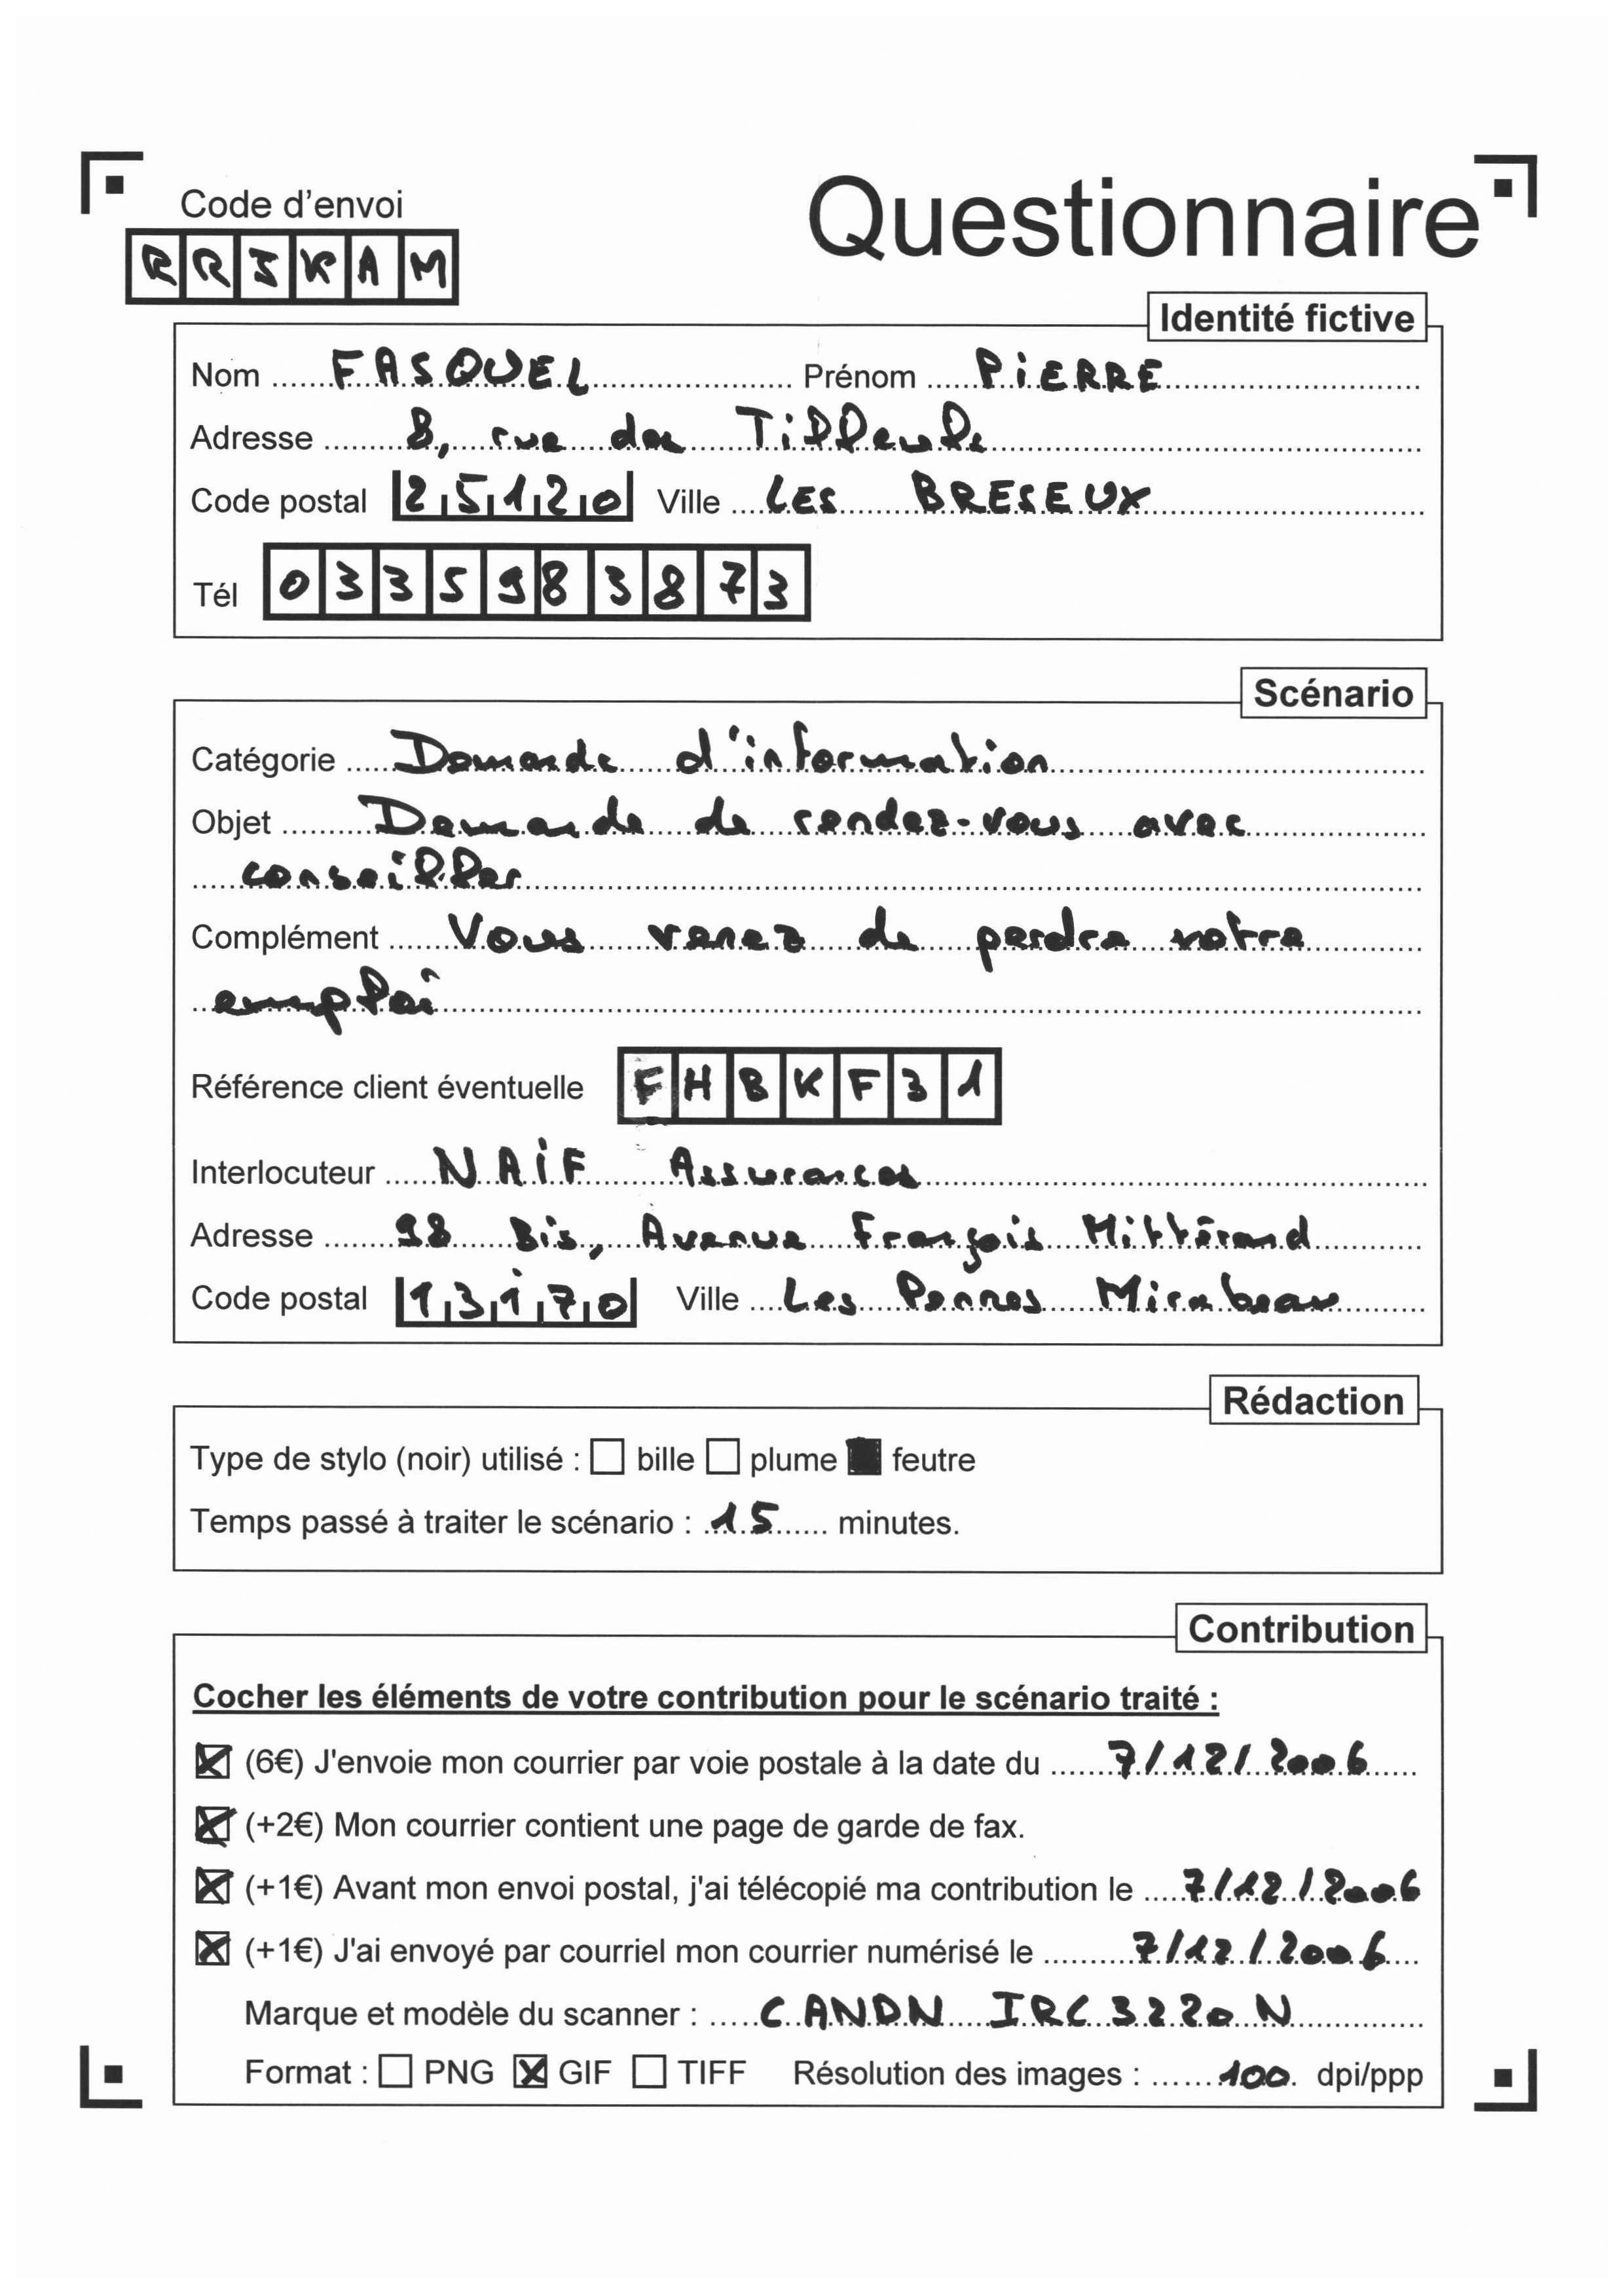 Code d'envoi
Questionnaire
RRIKAM
Identité fictive
Nom FASQUEL Prénom PiERRE
Adresse 8, rue des Tilleuls
Code postal 25120 Ville LES BRESEUX
Tél 0335983873
Scénario
Catégorie Demande d'information
Objet Demande de rendez-vous avec
conseiller
Complément Vous venez de perdre votre
emploi
Référence client éventuelle FHBKF31
Interlocuteur NAiF Assurances
Adresse 98 Bis, Avenue François Mittérand
Code postal 13170 Ville Les Pennes Mirabeau
Rédaction
Type de stylo (noir) utilisé : bille plume feutre
Temps passé à traiter le scénario : 15 minutes.
Contribution
Cocher les éléments de votre contribution pour le scénario traité :
(6€) J'envoie mon courrier par voie postale à la date du 7/12/2006
(+2€) Mon courrier contient une page de garde de fax.
(+1€) Avant mon envoi postal, j'ai télécopié ma contribution le 7/12/2006
(+1€) J'ai envoyé par courriel mon courrier numérisé le 7/12/2006
Marque et modèle du scanner : CANON IRC 3220 N
Format : PNG GIF TIFF Résolution des images : 100 dpi/ppp